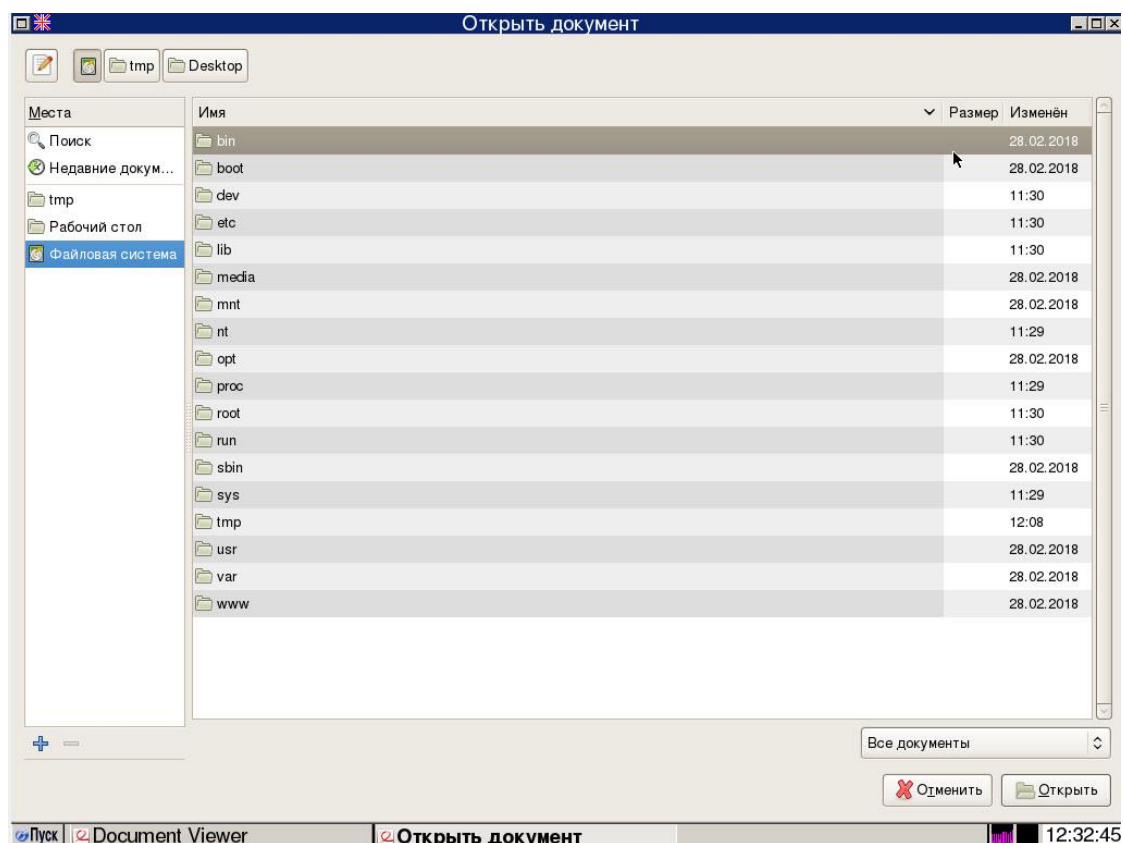 Открыть документ
tmp Desktop
Места
Поиск
Недавние докум...
tmp
Рабочий стол
Файловая система
Имя Размер Изменён
bin 28.02.2018
boot 28.02.2018
dev 11:30
etc 11:30
lib 11:30
media 28.02.2018
mnt 28.02.2018
nt 11:29
opt 28.02.2018
proc 11:29
root 11:30
run 11:30
sbin 28.02.2018
sys 11:29
tmp 12:08
usr 28.02.2018
var 28.02.2018
www 28.02.2018
Все документы
Отменить Открыть
Пуск Document Viewer Открыть документ 12:32:45